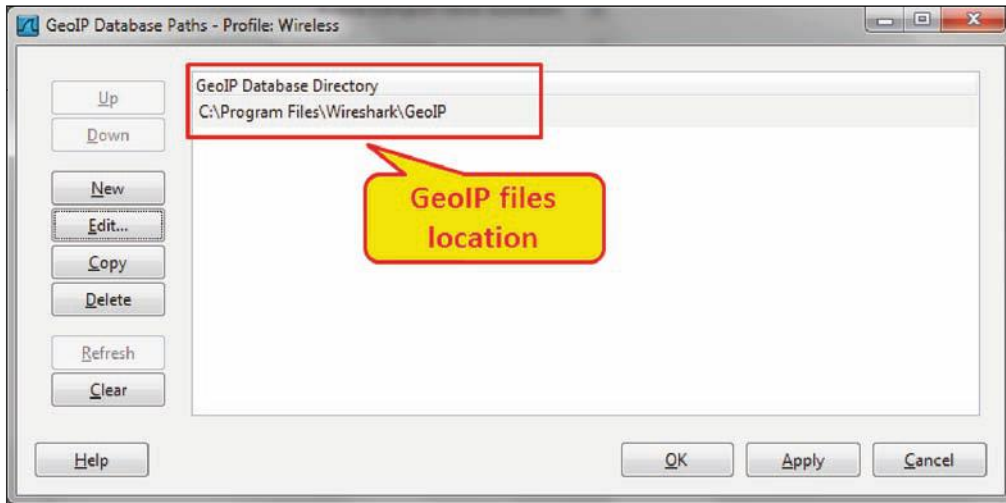 GeoIP Database Paths - Profile: Wireless
Up
Down
New
Edit...
Copy
Delete
Refresh
Clear
GeoIP Database Directory
C:\Program Files\Wireshark\GeoIP
GeoIP files
location
Help
OK
Apply
Cancel